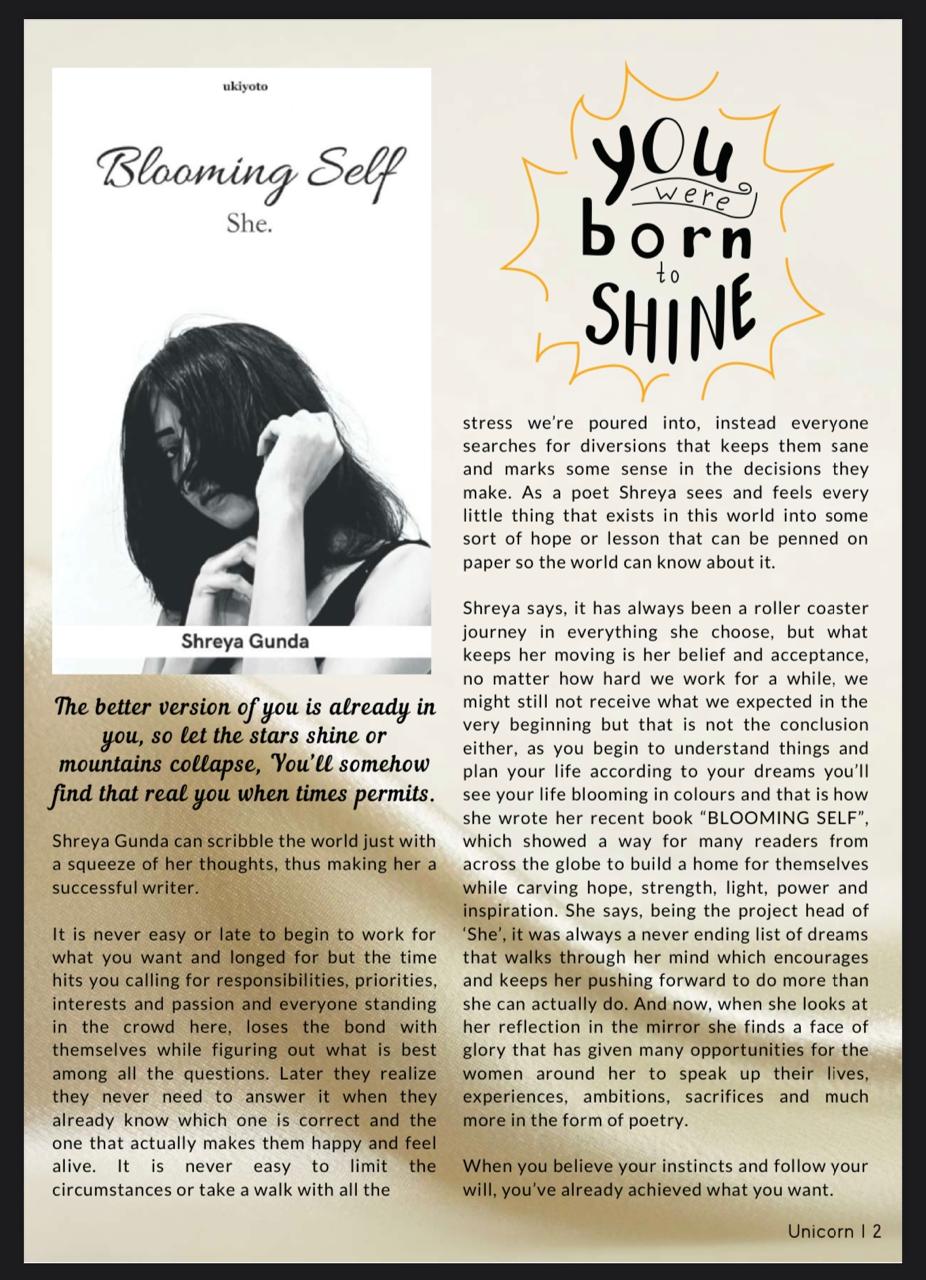 ukiyoto
Blooming Self
She.
Shreya Gunda
The better version of you is already in
you, so let the stars shine or
mountains collapse, You'll somehow
find that real you when times permits.
Shreya Gunda can scribble the world just with
a squeeze of her thoughts, thus making her a
successful writer.
It is never easy or late to begin to work for
what you want and longed for but the time
hits you calling for responsibilities, priorities,
interests and passion and everyone standing
in the crowd here, loses the bond with
themselves while figuring out what is best
among all the questions. Later they realize
they never need to answer it when they
already know which one is correct and the
one that actually makes them happy and feel
alive. It is never easy to limit the
circumstances or take a walk with all the
you
were
born
to
SHINE
stress we're poured into, instead everyone
searches for diversions that keeps them sane
and marks some sense in the decisions they
make. As a poet Shreya sees and feels every
little thing that exists in this world into some
sort of hope or lesson that can be penned on
paper so the world can know about it.
Shreya says, it has always been a roller coaster
journey in everything she choose, but what
keeps her moving is her belief and acceptance,
no matter how hard we work for a while, we
might still not receive what we expected in the
very beginning but that is not the conclusion
either, as you begin to understand things and
plan your life according to your dreams you'll
see your life blooming in colours and that is how
she wrote her recent book "BLOOMING SELF",
which showed a way for many readers from
across the globe to build a home for themselves
while carving hope, strength, light, power and
inspiration. She says, being the project head of
'She', it was always a never ending list of dreams
that walks through her mind which encourages
and keeps her pushing forward to do more than
she can actually do. And now, when she looks at
her reflection in the mirror she finds a face of
glory that has given many opportunities for the
women around her to speak up their lives,
experiences, ambitions, sacrifices and much
more in the form of poetry.
When you believe your instincts and follow your
will, you've already achieved what you want.
Unicorn | 2